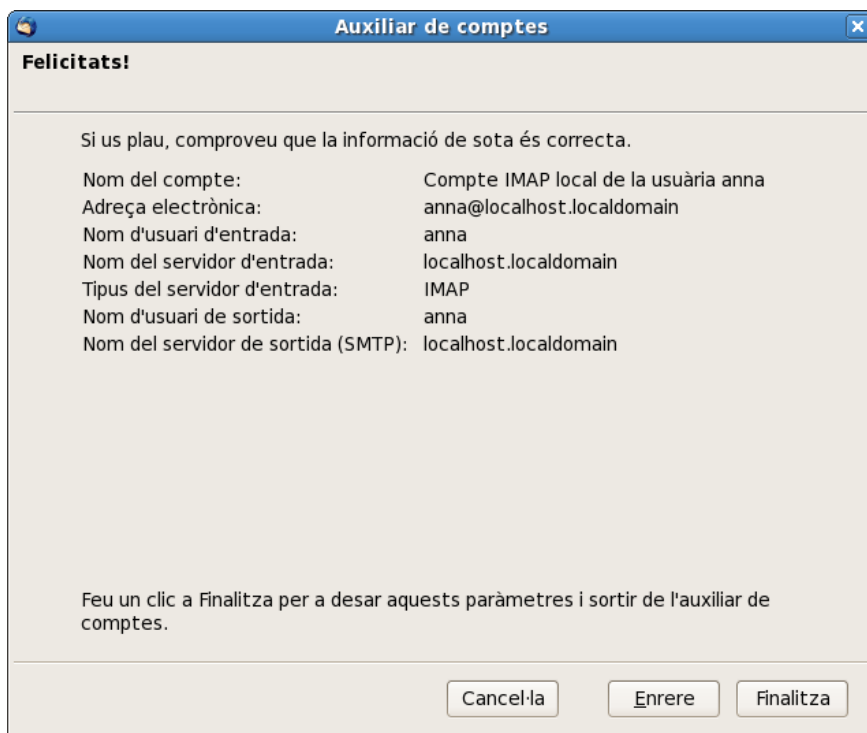 Auxiliar de comptes
Felicitats!
Si us plau, comproveu que la informació de sota és correcta.
Nom del compte: Compte IMAP local de la usuària anna
Adreça electrònica: anna@localhost.localdomain
Nom d'usuari d'entrada: anna
Nom del servidor d'entrada: localhost.localdomain
Tipus del servidor d'entrada: IMAP
Nom d'usuari de sortida: anna
Nom del servidor de sortida (SMTP): localhost.localdomain
Feu un clic a Finalitza per a desar aquests paràmetres i sortir de l'auxiliar de
comptes.
Cancel·la Enrere Finalitza